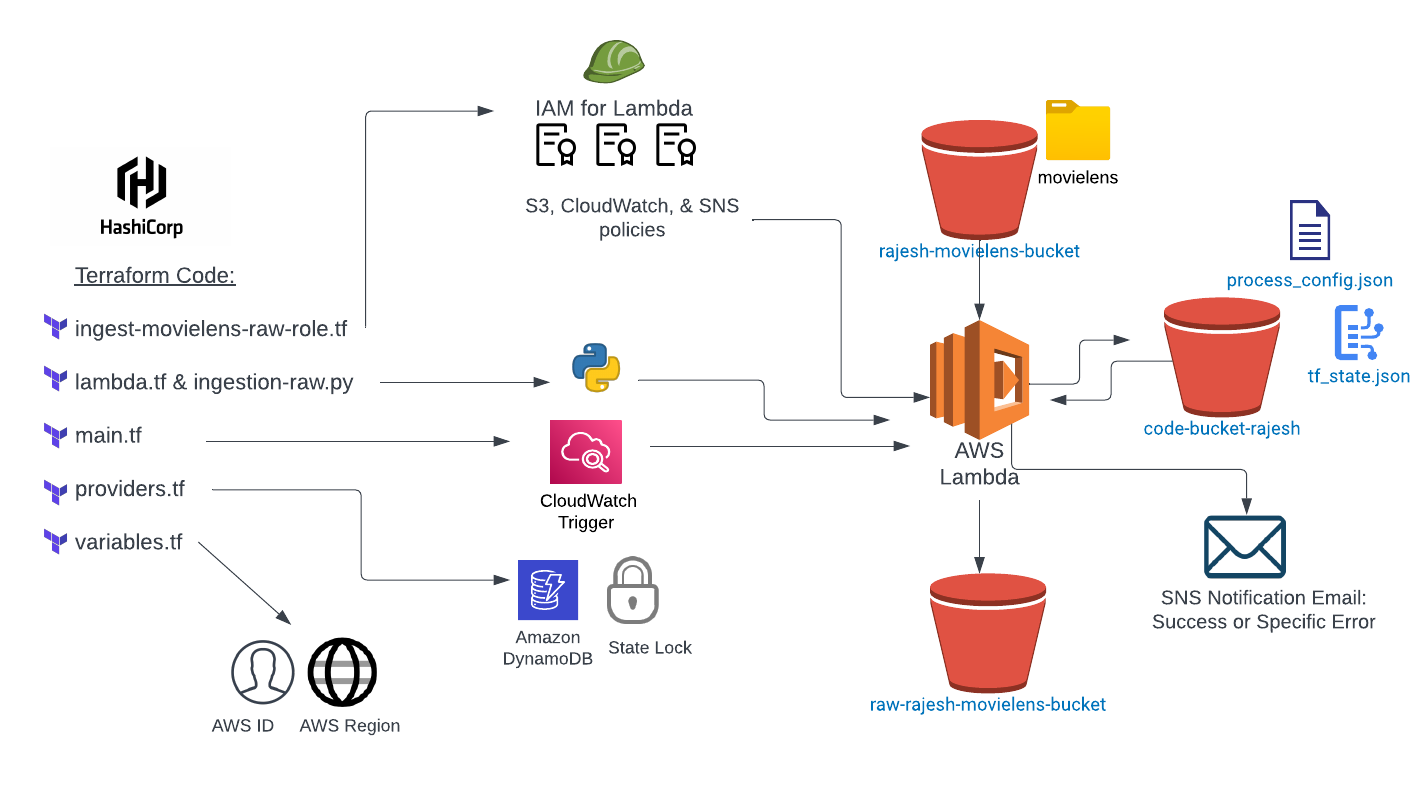 HashiCorp
Terraform Code:
ingest-movielens-raw-role.tf
lambda.tf & ingestion-raw.py
main.tf
providers.tf
variables.tf
AWS ID
AWS Region
IAM for Lambda
S3, CloudWatch, & SNS
policies
CloudWatch
Trigger
Amazon
DynamoDB
State Lock
movielens
rajesh-movielens-bucket
AWS
Lambda
process_config.json
tf_state.json
code-bucket-rajesh
SNS Notification Email:
Success or Specific Error
raw-rajesh-movielens-bucket